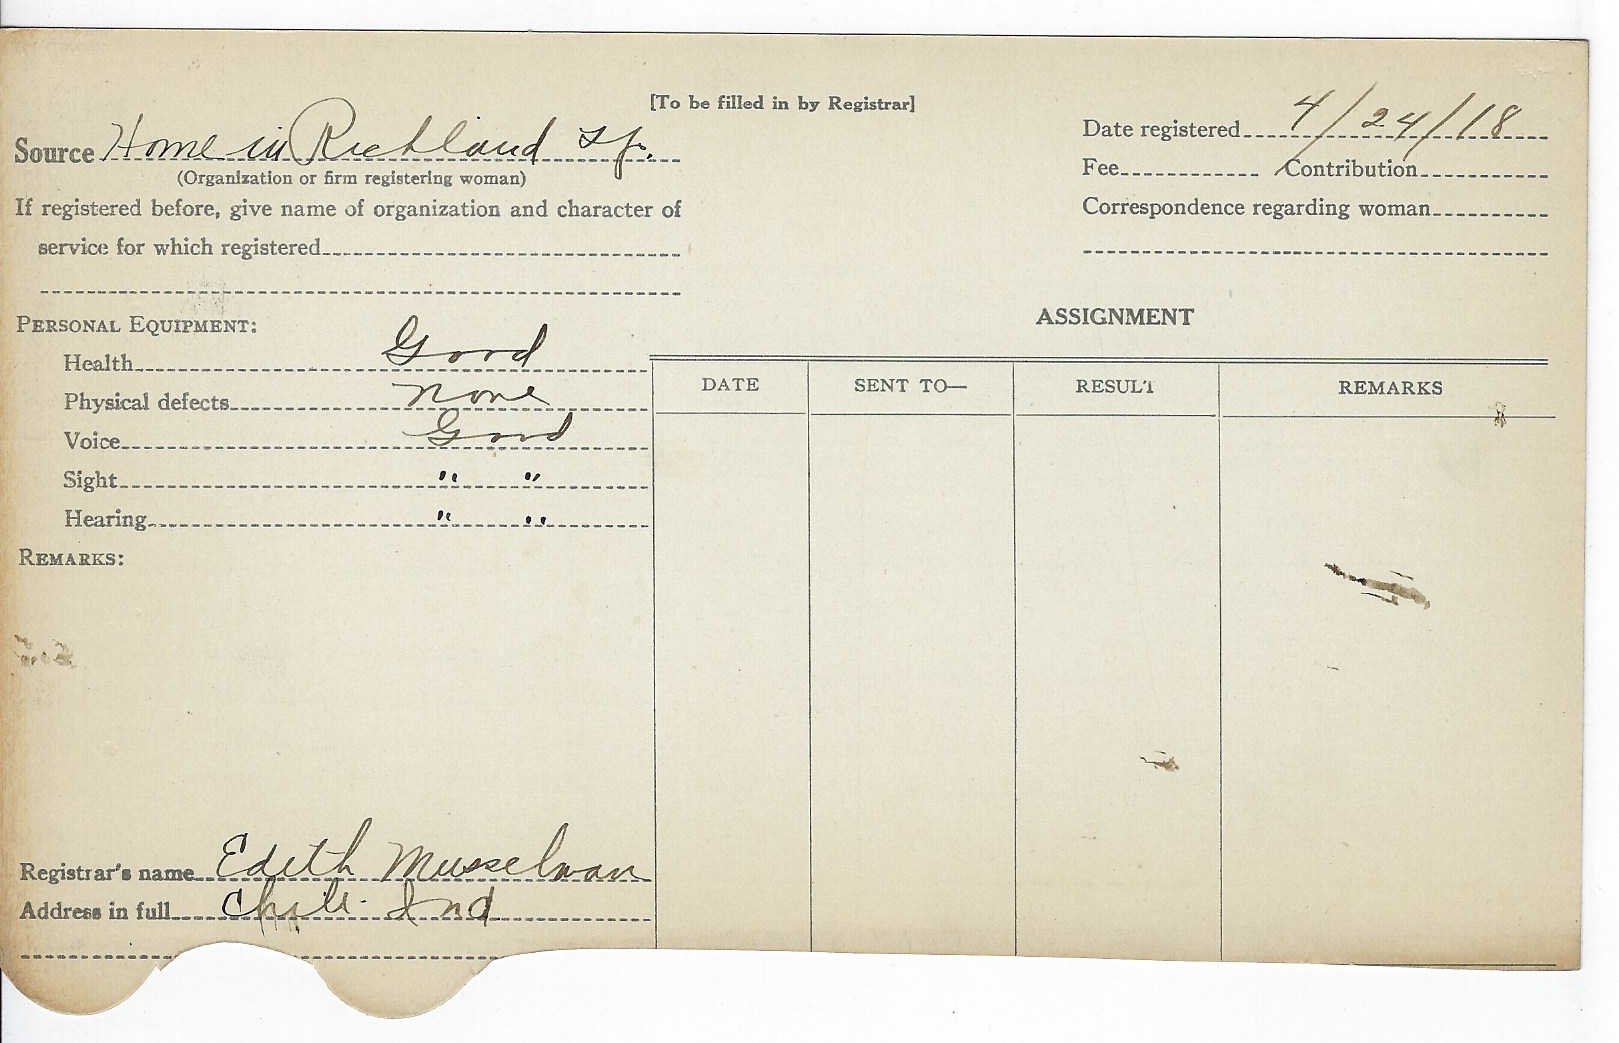 [To be filled in by Registrar]
Source Home in Richland Tp.
(Organization or firm registering woman)
If registered before, give name of organization and character of
service for which registered
Date registered 4/24/18
Fee Contribution
Correspondence regarding woman
PERSONAL EQUIPMENT:
Health Good
Physical defects None
Voice Good
Sight " "
Hearing " "
REMARKS:
Registrar's name Edith Musselman
Address in full Chili. Ind
ASSIGNMENT
DATE SENT TO— RESULT REMARKS